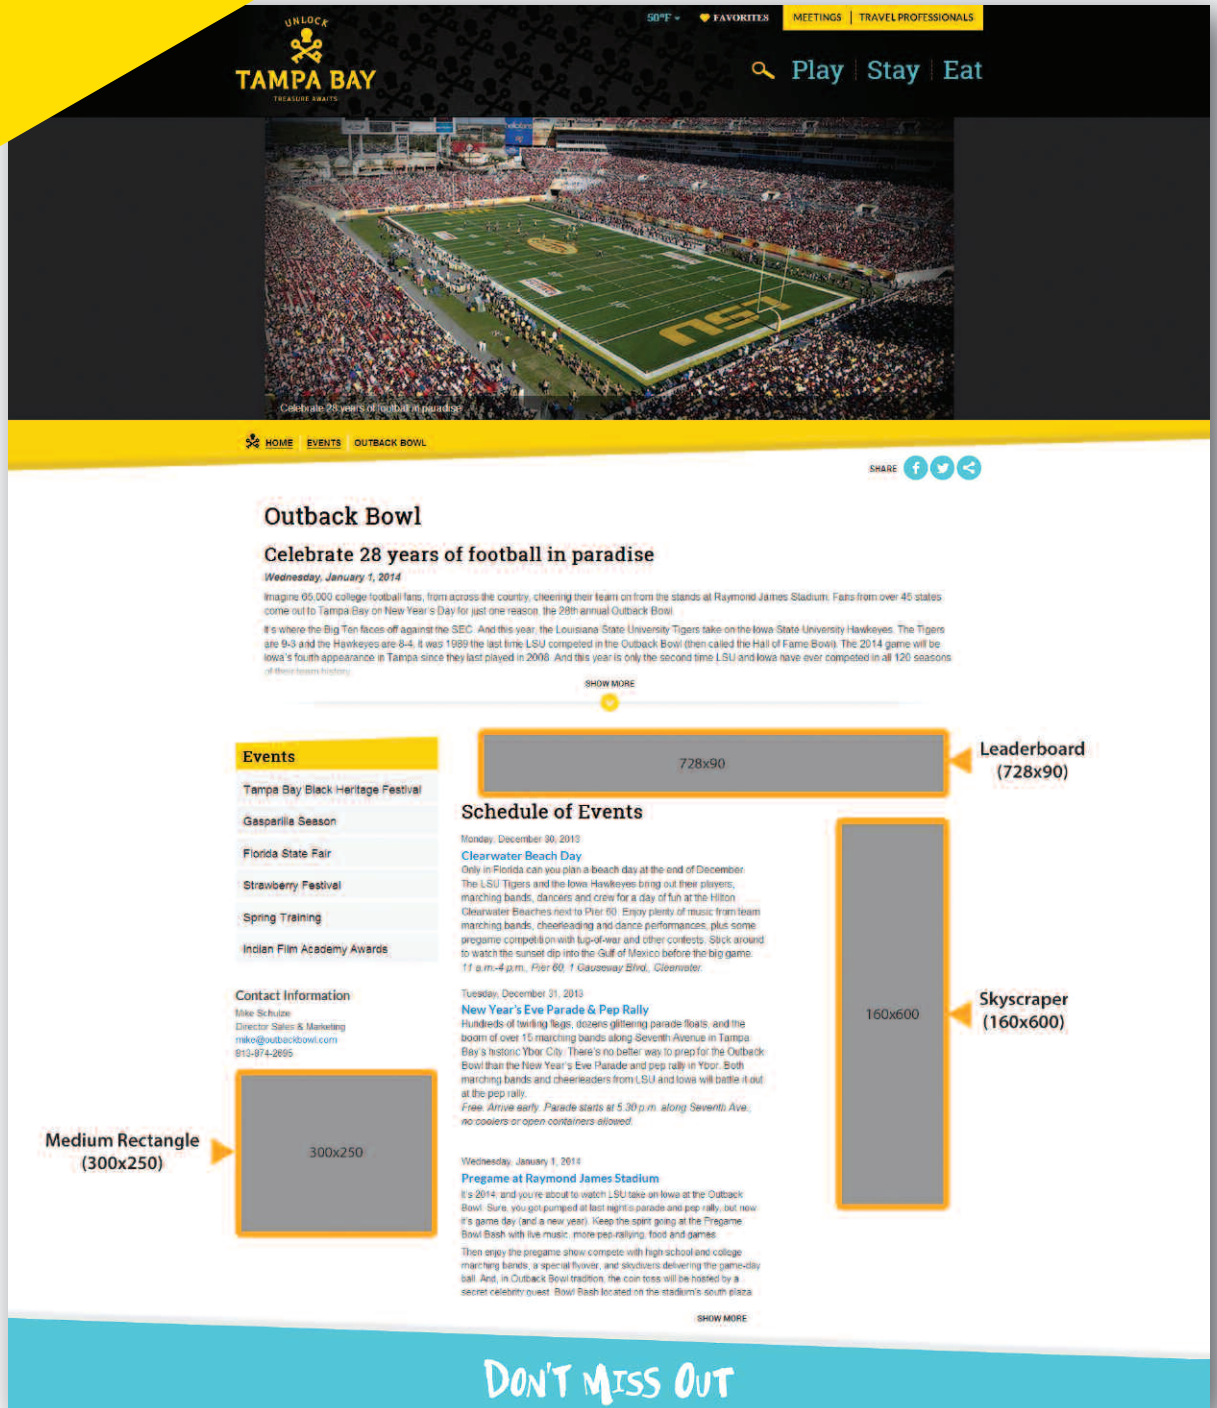 UNLOCK
TAMPA BAY
TREASURE AWAITS
50°F
FAVORITES
MEETINGS | TRAVEL PROFESSIONALS
Play Stay Eat
LSU
Celebrate 28 years of football in paradise
HOME EVENTS OUTBACK BOWL
SHARE
Outback Bowl
Celebrate 28 years of football in paradise
Wednesday, January 1, 2014
Imagine 65,000 college football fans, from across the country, cheering their team on from the stands at Raymond James Stadium. Fans from over 45 states
come out to Tampa Bay on New Year's Day for just one reason, the 28th annual Outback Bowl.
It's where the Big Ten faces off against the SEC. And this year, the Louisiana State University Tigers take on the Iowa State University Hawkeyes. The Tigers
are 9-3 and the Hawkeyes are 8-4, it was 1989 the last time LSU competed in the Outback Bowl (then called the Hall of Fame Bowl). The 2014 game will be
Iowa's fourth appearance in Tampa since they last played in 2008. And this year is only the second time LSU and Iowa have ever competed in all 120 seasons
of their team history.
SHOW MORE
Events
Tampa Bay Black Heritage Festival
Gasparilla Season
Florida State Fair
Strawberry Festival
Spring Training
Indian Film Academy Awards
Contact Information
Mike Schulze
Director Sales & Marketing
mike@outbackbowl.com
813-874-2695
300x250
Medium Rectangle
(300x250)
728x90
Leaderboard
(728x90)
Schedule of Events
Monday, December 30, 2013
Clearwater Beach Day
Only in Florida can you plan a beach day at the end of December.
The LSU Tigers and the Iowa Hawkeyes bring out their players,
marching bands, dancers and crew for a day of fun at the Hilton
Clearwater Beaches next to Pier 60. Enjoy plenty of music from team
marching bands, cheerleading and dance performances, plus some
pregame competition with tug-of-war and other contests. Stick around
to watch the sunset dip into the Gulf of Mexico before the big game.
11 a.m.-4 p.m., Pier 60, 1 Causeway Blvd., Clearwater.
Tuesday, December 31, 2013
New Year's Eve Parade & Pep Rally
Hundreds of twirling flags, dozens glittering parade floats, and the
boom of over 15 marching bands along Seventh Avenue in Tampa
Bay's historic Ybor City. There's no better way to prep for the Outback
Bowl than the New Year's Eve Parade and pep rally in Ybor. Both
marching bands and cheerleaders from LSU and Iowa will battle it out
at the pep rally.
Free. Arrive early. Parade starts at 5:30 p.m. along Seventh Ave.,
no coolers or open containers allowed.
Wednesday, January 1, 2014
Pregame at Raymond James Stadium
It's 2014, and you're about to watch LSU take on Iowa at the Outback
Bowl. Sure, you got pumped at last night's parade and pep rally, but now
it's game day (and a new year). Keep the spirit going at the Pregame
Bowl Bash with live music, more pep-rallying, food and games.
Then enjoy the pregame show compete with high school and college
marching bands, a special flyover, and skydivers delivering the game-day
ball. And, in Outback Bowl tradition, the coin toss will be hosted by a
secret celebrity guest. Bowl Bash located on the stadium's south plaza.
SHOW MORE
160x600
Skyscraper
(160x600)
DON'T MISS OUT